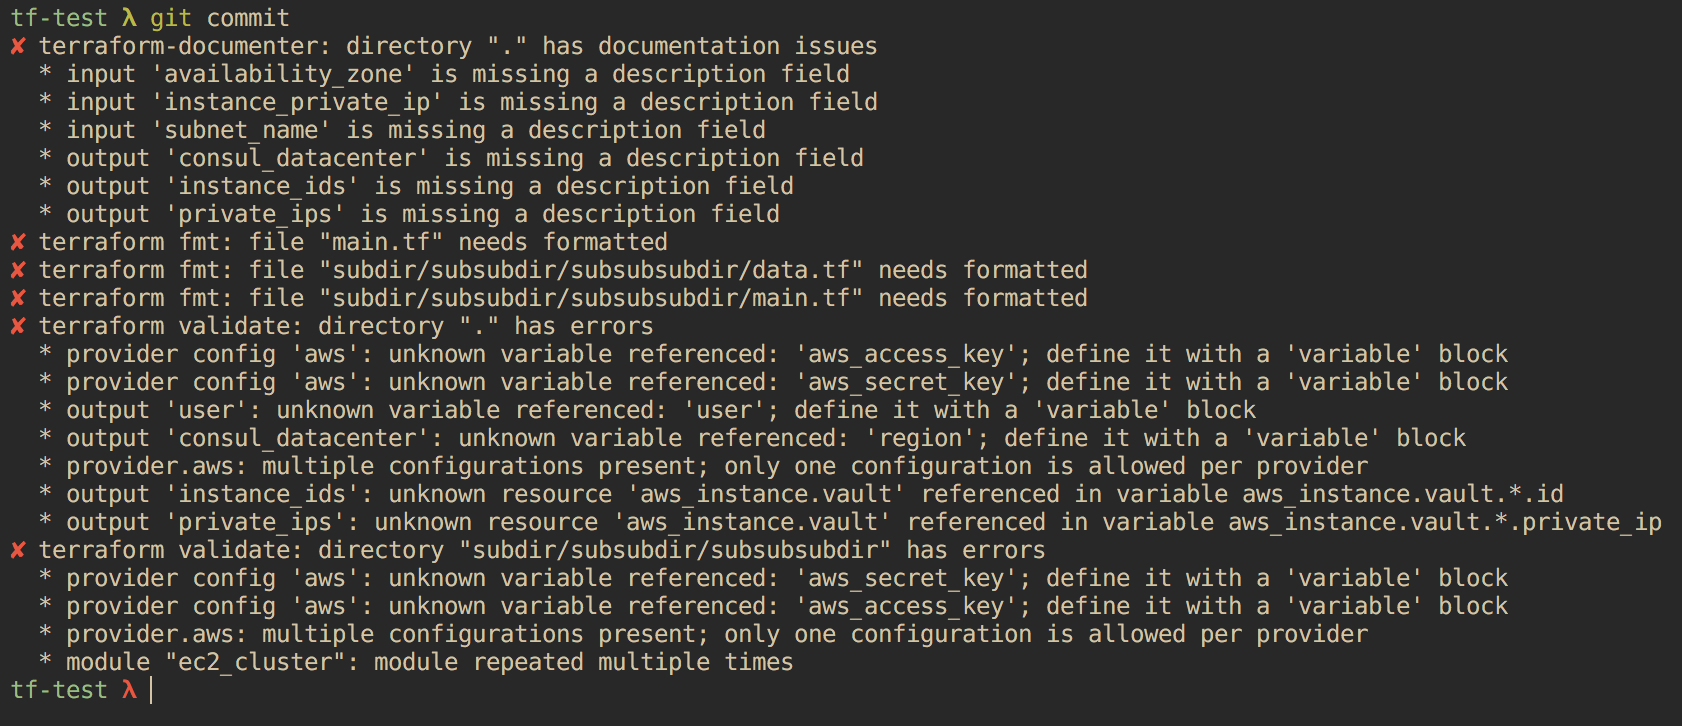 tf-test λ git commit
✘ terraform-documenter: directory "." has documentation issues
  * input 'availability_zone' is missing a description field
  * input 'instance_private_ip' is missing a description field
  * input 'subnet_name' is missing a description field
  * output 'consul_datacenter' is missing a description field
  * output 'instance_ids' is missing a description field
  * output 'private_ips' is missing a description field
✘ terraform fmt: file "main.tf" needs formatted
✘ terraform fmt: file "subdir/subsubdir/subsubsubdir/data.tf" needs formatted
✘ terraform fmt: file "subdir/subsubdir/subsubsubdir/main.tf" needs formatted
✘ terraform validate: directory "." has errors
  * provider config 'aws': unknown variable referenced: 'aws_access_key'; define it with a 'variable' block
  * provider config 'aws': unknown variable referenced: 'aws_secret_key'; define it with a 'variable' block
  * output 'user': unknown variable referenced: 'user'; define it with a 'variable' block
  * output 'consul_datacenter': unknown variable referenced: 'region'; define it with a 'variable' block
  * provider.aws: multiple configurations present; only one configuration is allowed per provider
  * output 'instance_ids': unknown resource 'aws_instance.vault' referenced in variable aws_instance.vault.*.id
  * output 'private_ips': unknown resource 'aws_instance.vault' referenced in variable aws_instance.vault.*.private_ip
✘ terraform validate: directory "subdir/subsubdir/subsubsubdir" has errors
  * provider config 'aws': unknown variable referenced: 'aws_secret_key'; define it with a 'variable' block
  * provider config 'aws': unknown variable referenced: 'aws_access_key'; define it with a 'variable' block
  * provider.aws: multiple configurations present; only one configuration is allowed per provider
  * module "ec2_cluster": module repeated multiple times
tf-test λ